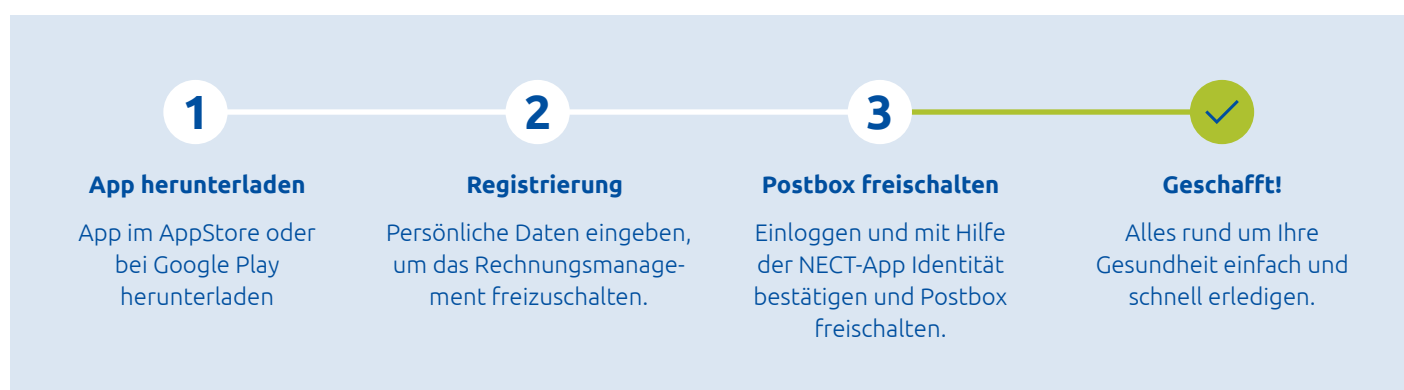 1
App herunterladen
App im AppStore oder
bei Google Play
herunterladen
2
Registrierung
Persönliche Daten eingeben,
um das Rechnungsmanage-
ment freizuschalten.
3
Postbox freischalten
Einloggen und mit Hilfe
der NECT-App Identität
bestätigen und Postbox
freischalten.
Geschafft!
Alles rund um Ihre
Gesundheit einfach und
schnell erledigen.